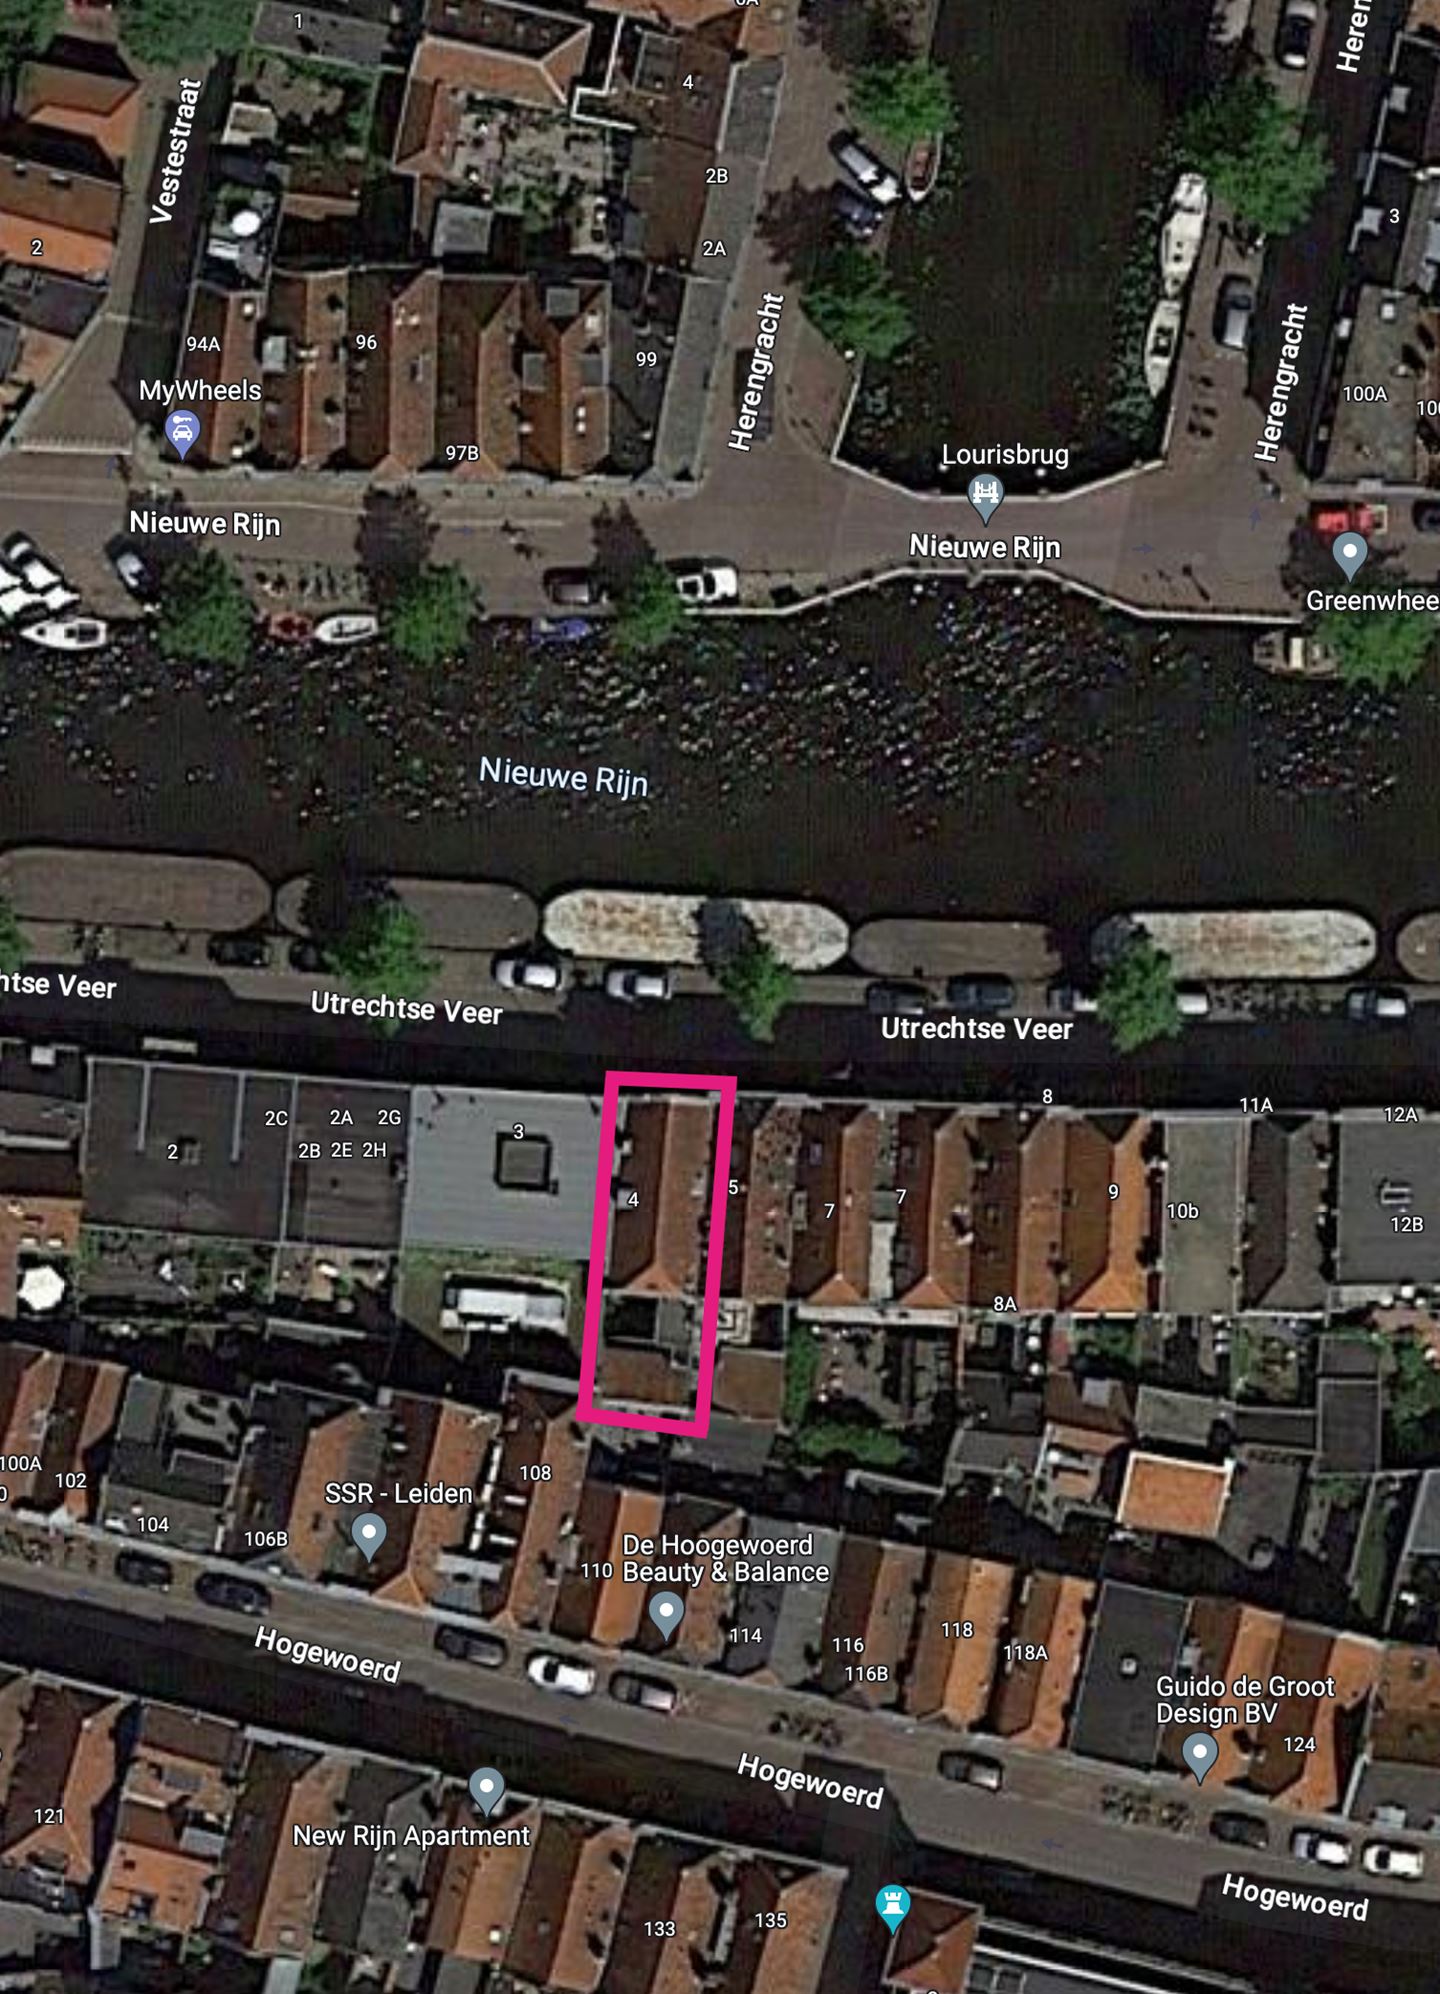 1
4
Heren
Vestestraat
2B
3
2
2A
94A
96
99
Herengracht
Herengracht
100A
MyWheels
97B
Lourisbrug
Nieuwe Rijn
Nieuwe Rijn
Greenwhee
Nieuwe Rijn
htse Veer
Utrechtse Veer
Utrechtse Veer
8
11A
12A
2C
2A
2G
3
2
2B
2E
2H
4
5
7
7
9
10b
12B
8A
100A
102
108
SSR - Leiden
104
106B
De Hoogewoerd
Beauty & Balance
110
114
116
118
116B
118A
Hogewoerd
Guido de Groot
Design BV
124
Hogewoerd
121
New Rijn Apartment
Hogewoerd
133
135